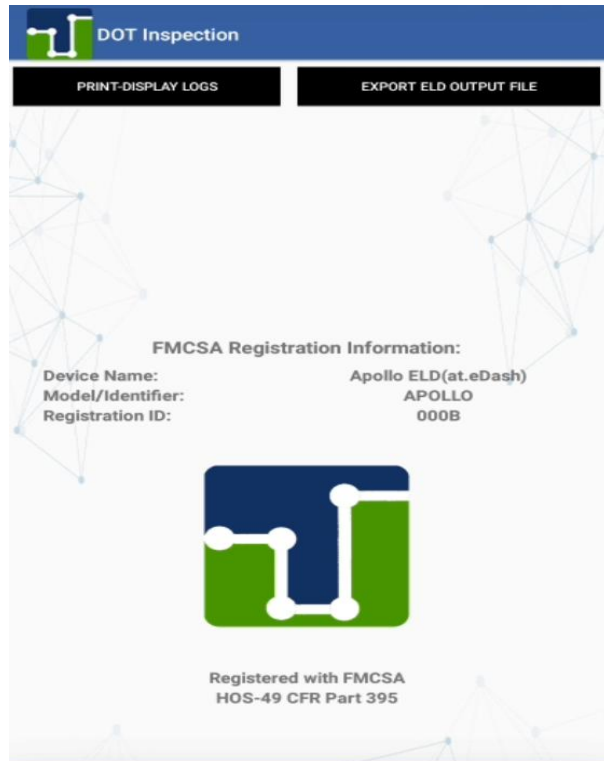 DOT Inspection
PRINT-DISPLAY LOGS EXPORT ELD OUTPUT FILE
FMCSA Registration Information:
Device Name: Apollo ELD(at.eDash)
Model/Identifier: APOLLO
Registration ID: 000B
Registered with FMCSA
HOS-49 CFR Part 395